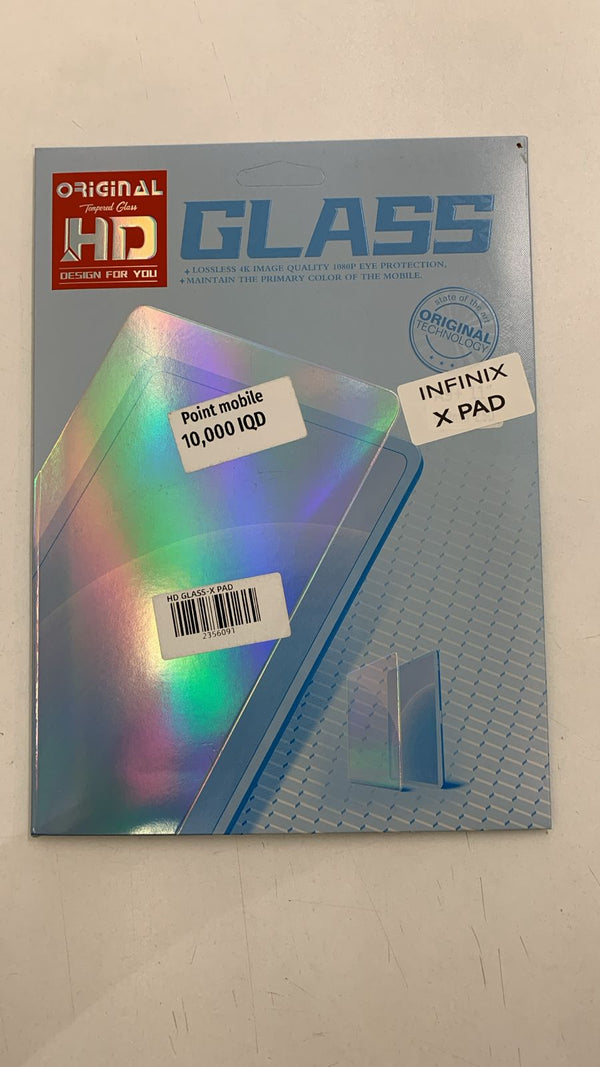 ORiGiNAL
Tempered Glass
HD
DESIGN FOR YOU
GLASS
LOSSLESS 4K IMAGE QUALITY 1080P EYE PROTECTION,
MAINTAIN THE PRIMARY COLOR OF THE MOBILE.
state of the art
ORIGINAL
TECHNOLOGY
INFINIX
X PAD
Point mobile
10,000 IQD
HD GLASS-X PAD
2356091